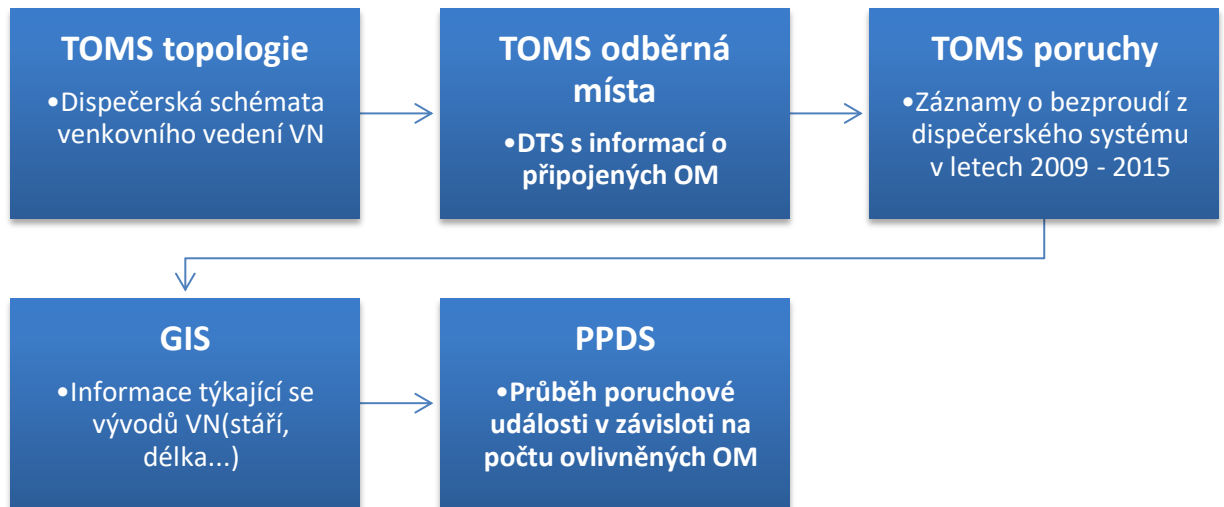 TOMS topologie
•Dispečerská schémata
venkovního vedení VN
TOMS odběrná
místa
•DTS s informací o
připojených OM
TOMS poruchy
•Záznamy o bezproudí z
dispečerského systému
v letech 2009 - 2015
GIS
•Informace týkající se
vývodů VN(stáří,
délka...)
PPDS
•Průběh poruchové
události v závisloti na
počtu ovlivněných OM